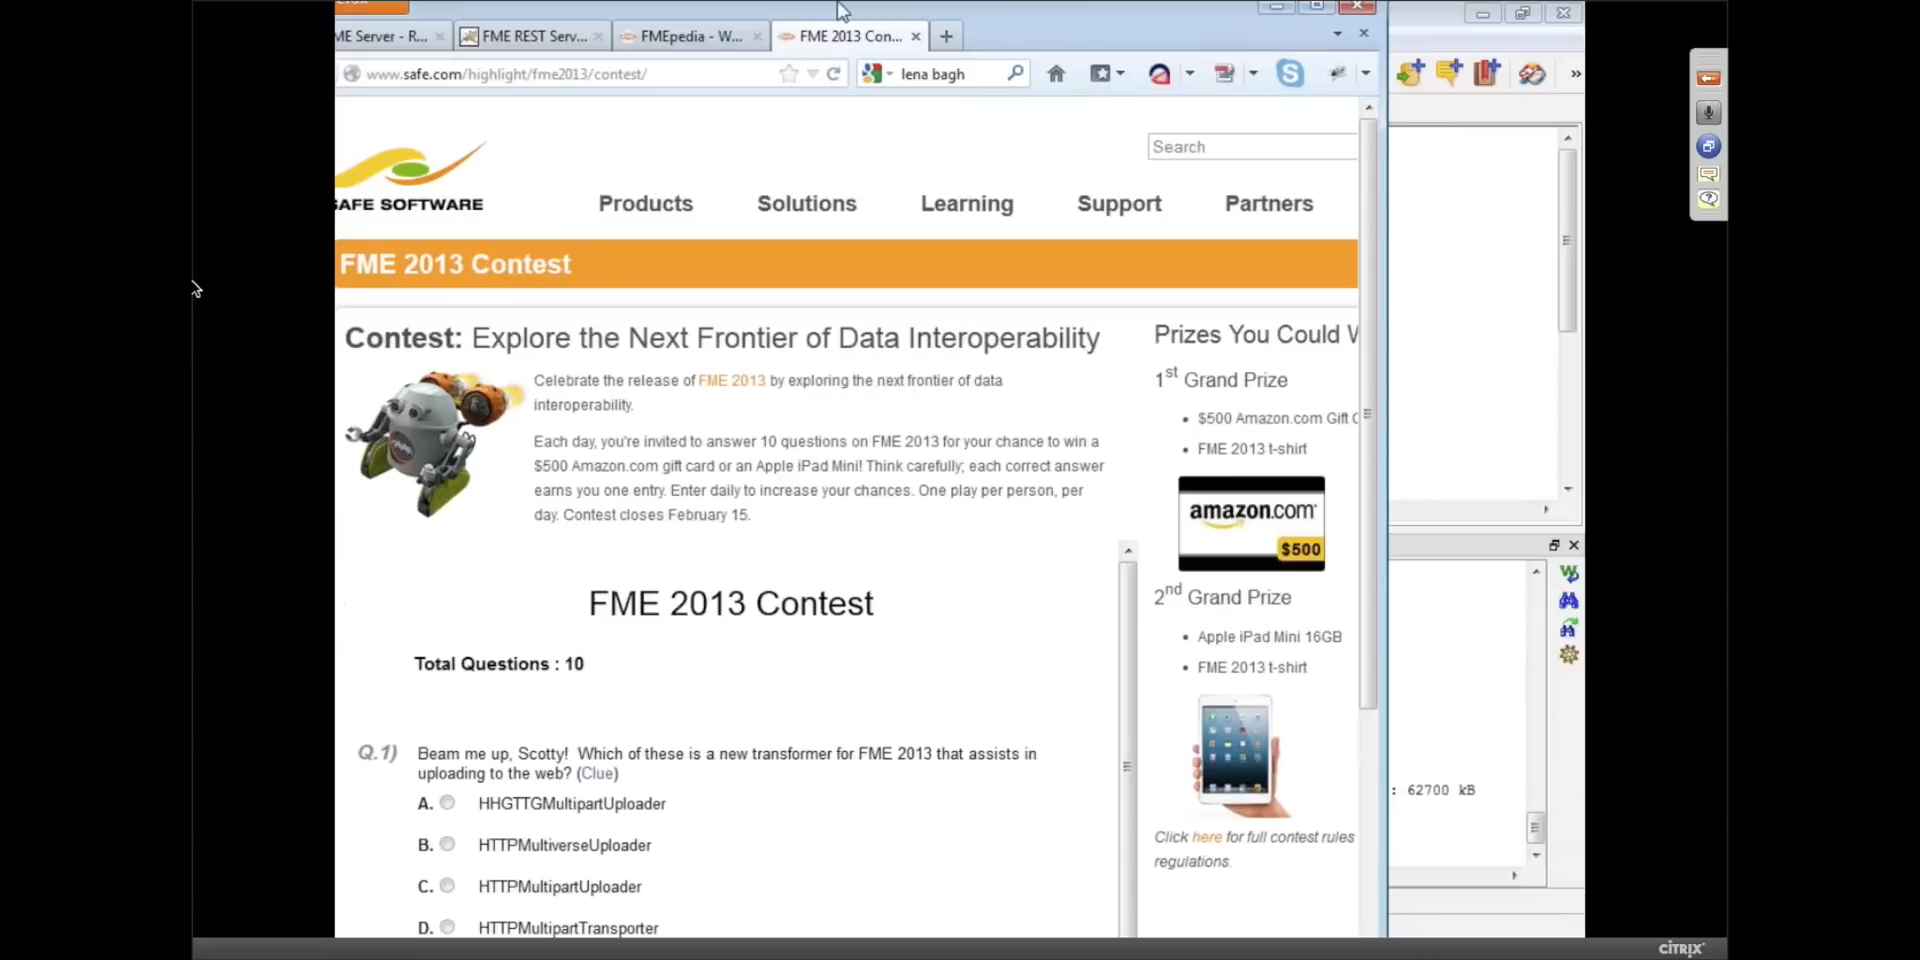 ME Server - R...
FME REST Serv...
FMEpedia - W...
FME 2013 Con...
www.safe.com/highlight/fme2013/contest/
lena bagh
SAFE SOFTWARE
Search
Products
Solutions
Learning
Support
Partners
FME 2013 Contest
Contest: Explore the Next Frontier of Data Interoperability
Celebrate the release of FME 2013 by exploring the next frontier of data
interoperability.
Each day, you're invited to answer 10 questions on FME 2013 for your chance to win a
$500 Amazon.com gift card or an Apple iPad Mini! Think carefully; each correct answer
earns you one entry. Enter daily to increase your chances. One play per person, per
day. Contest closes February 15.
FME 2013 Contest
Total Questions : 10
Q.1) Beam me up, Scotty! Which of these is a new transformer for FME 2013 that assists in
uploading to the web? (Clue)
A. HHGTTGMultipartUploader
B. HTTPMultiverseUploader
C. HTTPMultipartUploader
D. HTTPMultipartTransporter
Prizes You Could W
1st Grand Prize
• $500 Amazon.com Gift C
• FME 2013 t-shirt
amazon.com
$500
2nd Grand Prize
• Apple iPad Mini 16GB
• FME 2013 t-shirt
Click here for full contest rules
regulations.
: 62700 kB
CITRIX